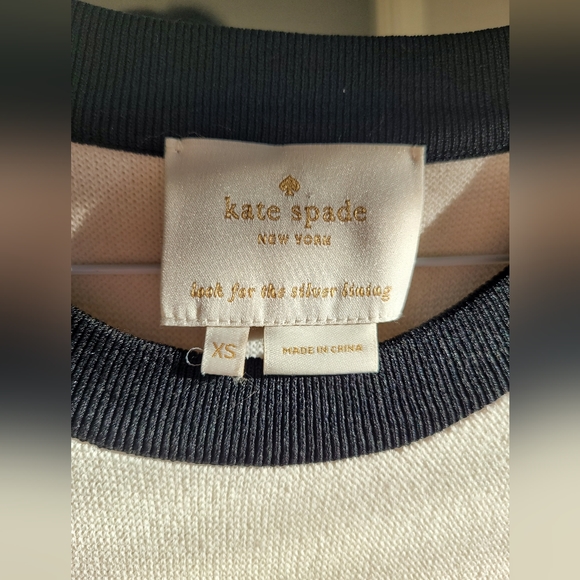 kate spade
NEW YORK
look for the silver lining
XS
MADE IN CHINA